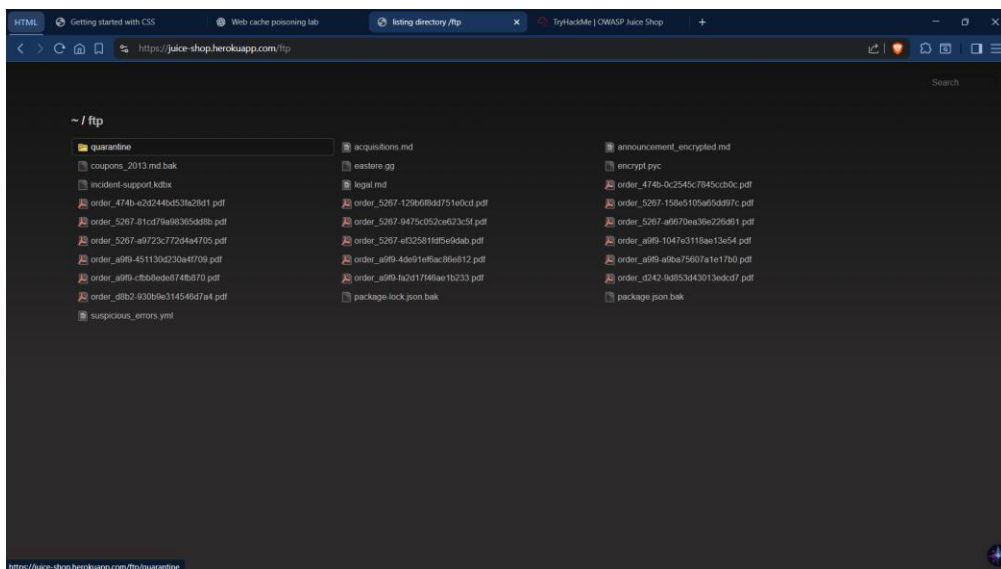 HTML Getting started with CSS Web cache poisoning lab listing directory /ftp TryHackMe | OWASP Juice Shop
https://juice-shop.herokuapp.com/ftp
Search
~ / ftp
quarantine acquisitions.md announcement_encrypted.md
coupons_2013.md.bak eastere.gg encrypt.pyc
incident-support.kdbx legal.md order_474b-0c2545c7845ccb0c.pdf
order_474b-e2d244bd53fa28d1.pdf order_5267-129b6f8dd751e0cd.pdf order_5267-158e5105a65dd97c.pdf
order_5267-81cd79a98365dd8b.pdf order_5267-9475c052ce623c5f.pdf order_5267-a6670ea36e226d61.pdf
order_5267-a9723c772d4a4705.pdf order_5267-ef32581fdf5e9dab.pdf order_a9f9-1047e3118ae13e54.pdf
order_a9f9-451130d230a4f709.pdf order_a9f9-4de91ef6ac86e812.pdf order_a9f9-a9ba75607a1e17b0.pdf
order_a9f9-cfbb8ede874fb870.pdf order_a9f9-fa2d17f46ae1b233.pdf order_d242-9d853d43013edcd7.pdf
order_d8b2-930b9e314546d7a4.pdf package-lock.json.bak package.json.bak
suspicious_errors.yml
https://juice-shop.herokuapp.com/ftp/quarantine